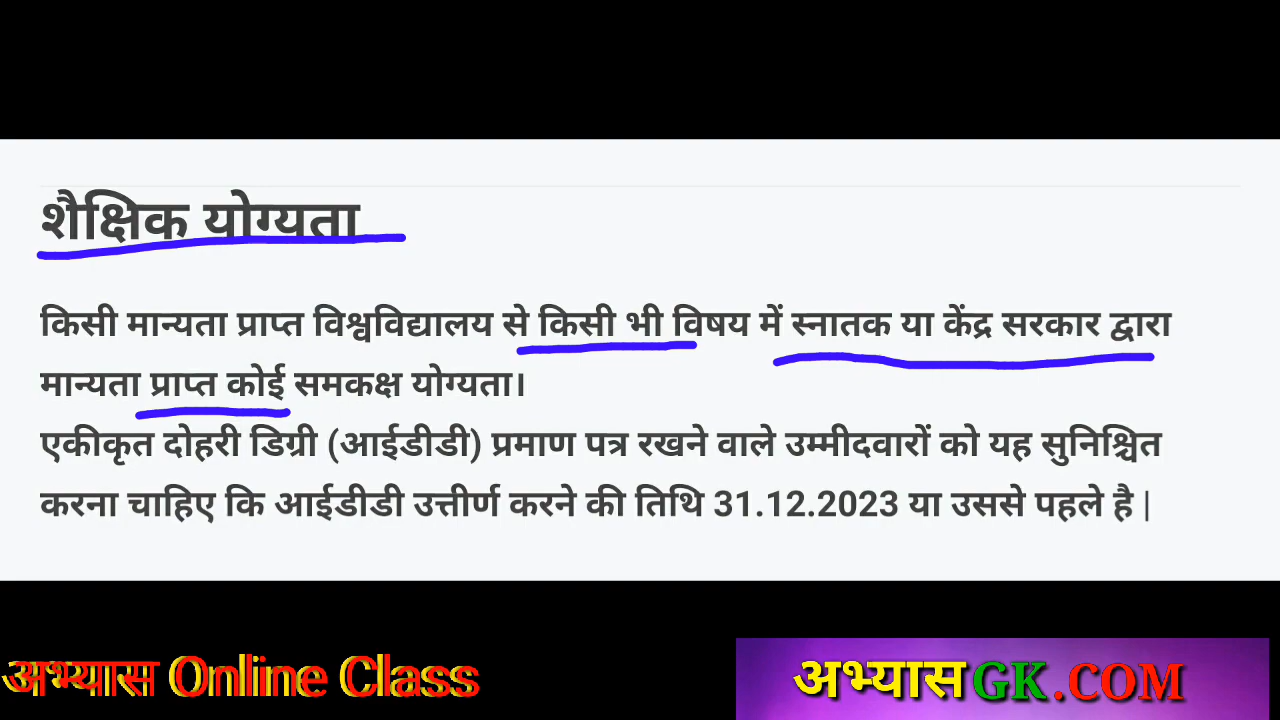 शैक्षिक योग्यता
किसी मान्यता प्राप्त विश्वविद्यालय से किसी भी विषय में स्नातक या केंद्र सरकार द्वारा
मान्यता प्राप्त कोई समकक्ष योग्यता।
एकीकृत दोहरी डिग्री (आईडीडी) प्रमाण पत्र रखने वाले उम्मीदवारों को यह सुनिश्चित
करना चाहिए कि आईडीडी उत्तीर्ण करने की तिथि 31.12.2023 या उससे पहले है |
अभ्यास Online Class
अभ्यास GK.COM